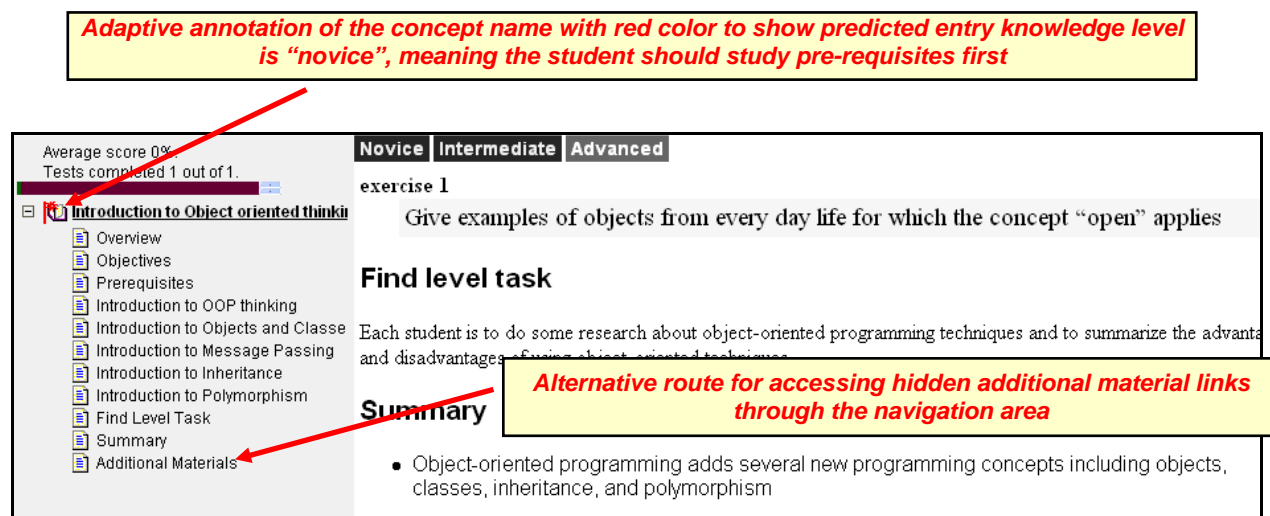 Adaptive annotation of the concept name with red color to show predicted entry knowledge level
is “novice”, meaning the student should study pre-requisites first
Average score 0%.
Tests completed 1 out of 1.
Introduction to Object oriented thinkin
Overview
Objectives
Prerequisites
Introduction to OOP thinking
Introduction to Objects and Classe
Introduction to Message Passing
Introduction to Inheritance
Introduction to Polymorphism
Find Level Task
Summary
Additional Materials
Novice Intermediate Advanced
exercise 1
Give examples of objects from every day life for which the concept “open” applies
Find level task
Each student is to do some research about object-oriented programming techniques and to summarize the advanta
and disadvantages of using object-oriented techniques
Alternative route for accessing hidden additional material links
through the navigation area
Summary
• Object-oriented programming adds several new programming concepts including objects,
classes, inheritance, and polymorphism